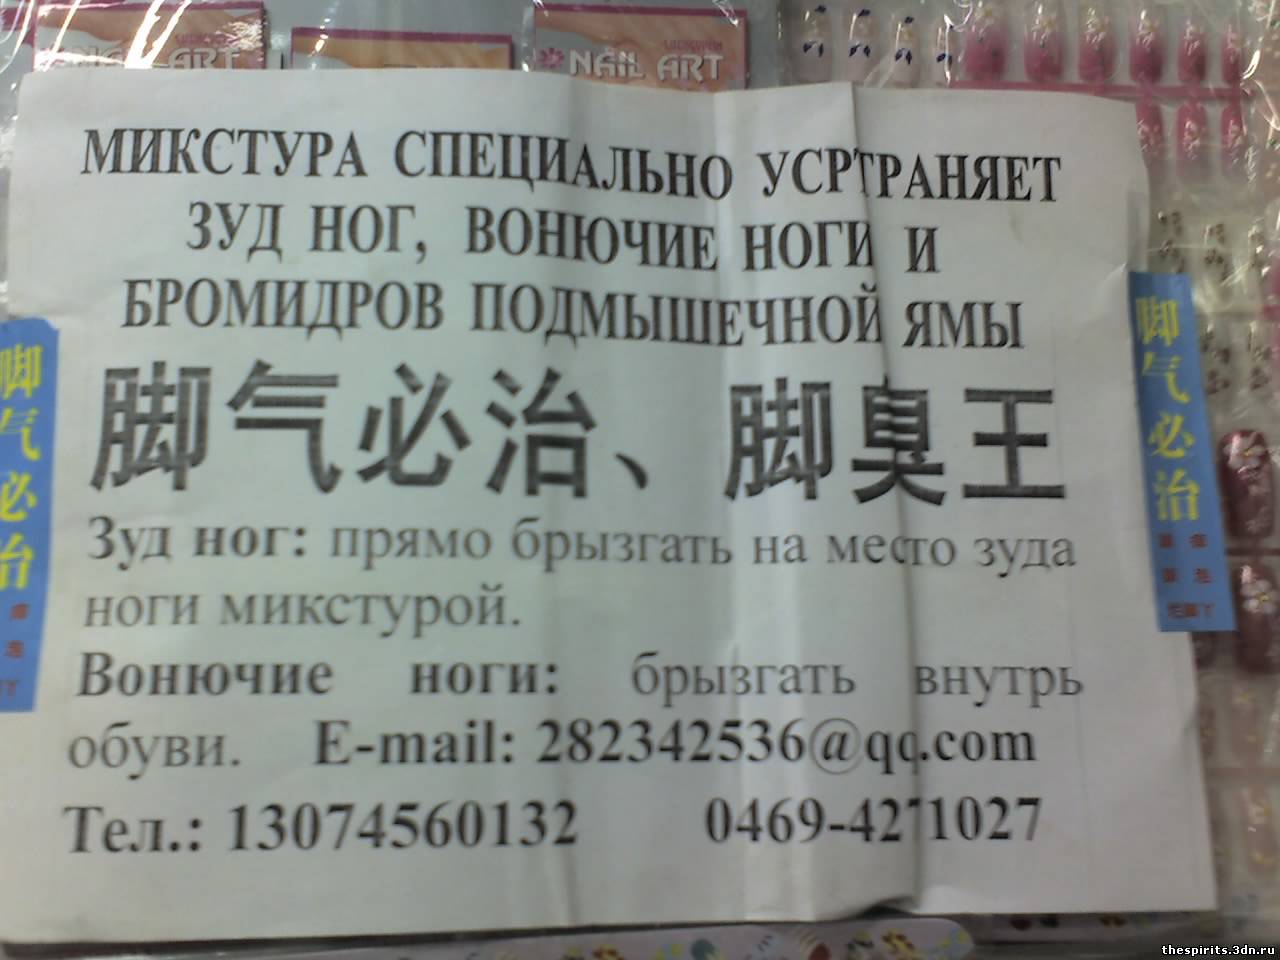 NAIL ART
NAIL ART
МИКСТУРА СПЕЦИАЛЬНО УСРТРАНЯЕТ
ЗУД НОГ, ВОНЮЧИЕ НОГИ И
БРОМИДРОВ ПОДМЫШЕЧНОЙ ЯМЫ
脚气必治、脚臭王
Зуд ног: прямо брызгать на место зуда
ноги микстурой.
Вонючие ноги: брызгать внутрь
обуви. E-mail: 282342536@qq.com
Тел.: 13074560132 0469-4271027
脚气必治
脚气必治
thespirits.3dn.ru